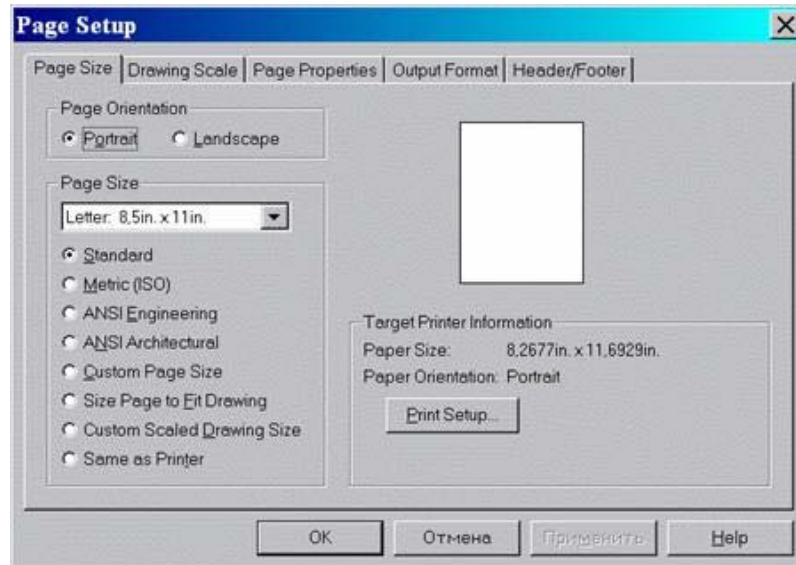 Page Setup
Page Size Drawing Scale Page Properties Output Format Header/Footer
Page Orientation
Portrait Landscape
Page Size
Letter: 8,5in. x 11in.
Standard
Metric (ISO)
ANSI Engineering
ANSI Architectural
Custom Page Size
Size Page to Fit Drawing
Custom Scaled Drawing Size
Same as Printer
Target Printer Information
Paper Size: 8,2677in. x 11,6929in.
Paper Orientation: Portrait
Print Setup...
OK Отмена Применить Help